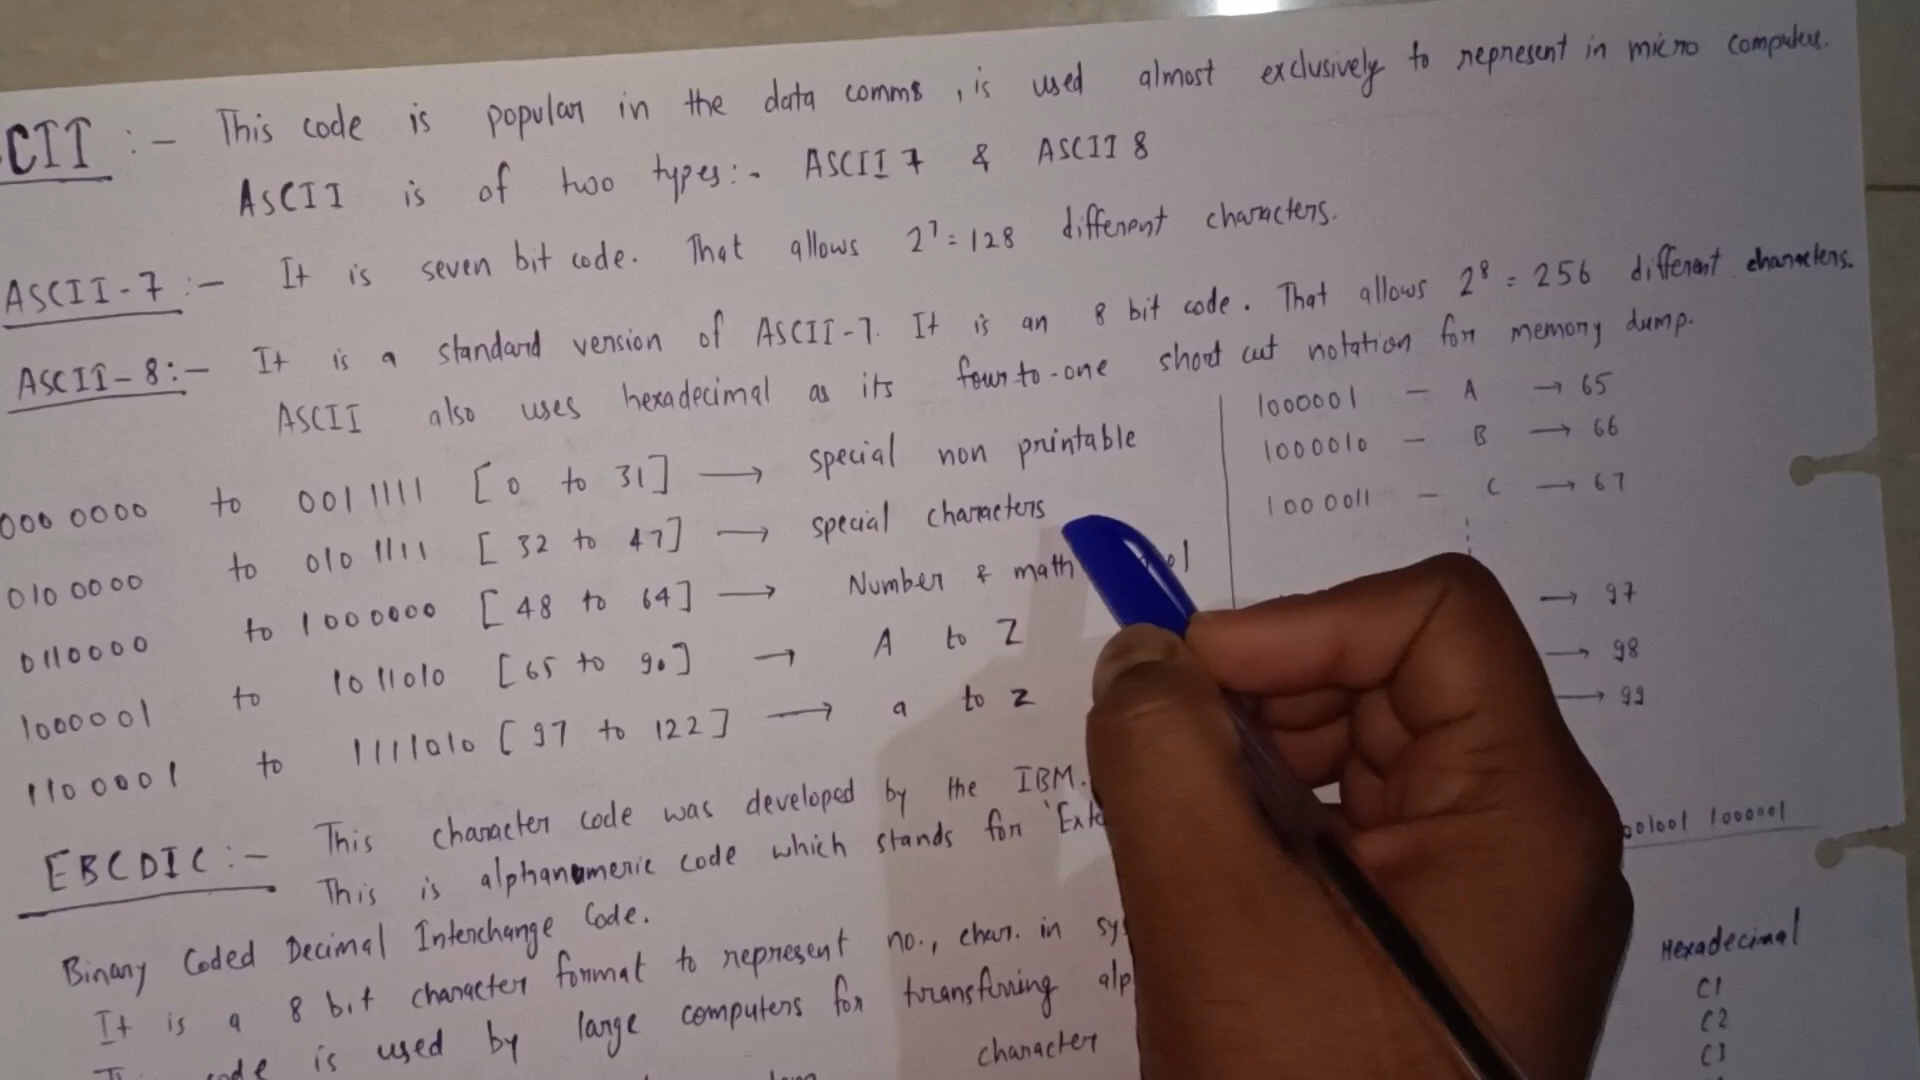 CII :- This code is popular in the data comms, is used almost exclusively to represent in micro computers.
ASCII is of two types:- ASCII 7 & ASCII 8
ASCII-7 :- It is seven bit code. That allows 2⁷ = 128 different characters.
ASCII-8 :- It is a standard version of ASCII-7. It is an 8 bit code. That allows 2⁸ = 256 different characters.
ASCII also uses hexadecimal as its four to-one short cut notation for memory dump.
000 0000 to 001 1111 [0 to 31] → special non printable
010 0000 to 010 1111 [32 to 47] → special characters
0110000 to 1000000 [48 to 64] → Number & math
1000001 to 1011010 [65 to 90] → A to Z
1100001 to 1111010 [97 to 122] → a to z
1000001 - A → 65
1000010 - B → 66
1000011 - C → 67
→ 97
→ 98
→ 99
001001 1000001
EBCDIC :- This character code was developed by the IBM.
This is alphanumeric code which stands for 'Exte
Binary Coded Decimal Interchange Code.
It is a 8 bit character format to represent no., char. in sys
code is used by large computers for transferring alp
character
Hexadecimal
C1
C2
C3